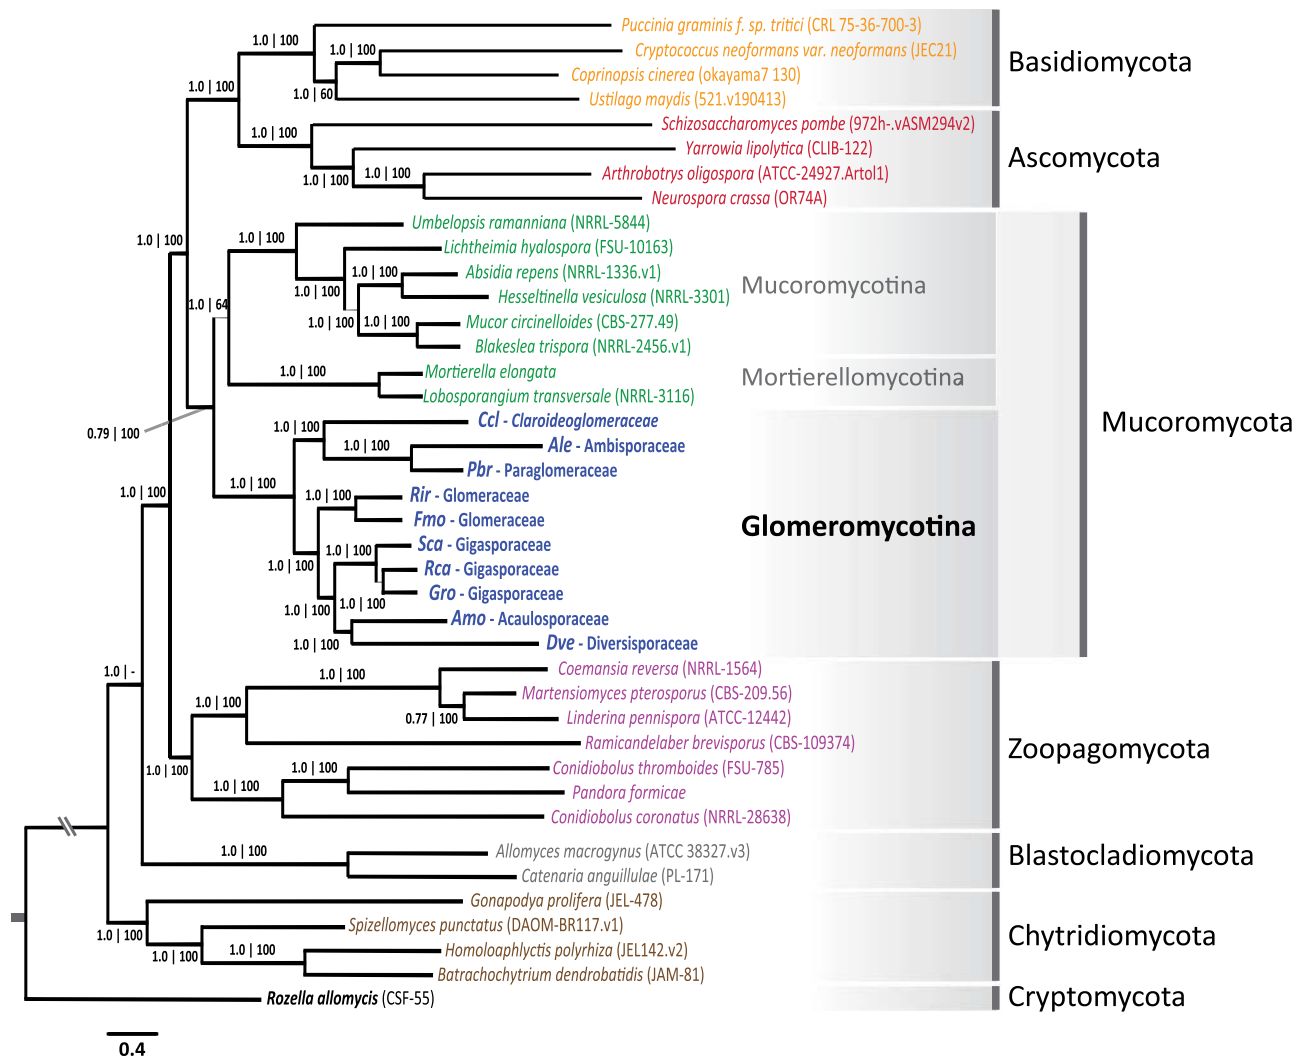 Puccinia graminis f. sp. tritici (CRL 75-36-700-3)
1.0 | 100
1.0 | 100
Cryptococcus neoformans var. neoformans (JEC21)
Basidiomycota
Coprinopsis cinerea (okayama7 130)
1.0 | 100
1.0 | 60
Ustilago maydis (521.v190413)
Schizosaccharomyces pombe (972h-.vASM294v2)
1.0 | 100
Yarrowia lipolytica (CLIB-122)
Ascomycota
1.0 | 100
Arthrobotrys oligospora (ATCC-24927.Artol1)
1.0 | 100
Neurospora crassa (OR74A)
Umbelopsis ramanniana (NRRL-5844)
1.0 | 100
1.0 | 100
Lichtheimia hyalospora (FSU-10163)
1.0 | 100
Absidia repens (NRRL-1336.v1)
Mucoromycotina
1.0 | 100
Hesseltinella vesiculosa (NRRL-3301)
1.0 | 64
1.0 | 100
1.0 | 100
Mucor circinelloides (CBS-277.49)
Blakeslea trispora (NRRL-2456.v1)
1.0 | 100
Mortierella elongata
Mortierellomycotina
Lobosporangium transversale (NRRL-3116)
Ccl - Claroideoglomeraceae
Mucoromycota
1.0 | 100
0.79 | 100
1.0 | 100
Ale - Ambisporaceae
Pbr - Paraglomeraceae
1.0 | 100
1.0 | 100
1.0 | 100
Rir - Glomeraceae
Fmo - Glomeraceae
Glomeromycotina
1.0 | 100
Sca - Gigasporaceae
1.0 | 100
Rca - Gigasporaceae
Gro - Gigasporaceae
1.0 | 100
1.0 | 100
Amo - Acaulosporaceae
1.0 | 100
Dve - Diversisporaceae
1.0 | -
Coemansia reversa (NRRL-1564)
1.0 | 100
Martensiomyces pterosporus (CBS-209.56)
1.0 | 100
0.77 | 100
Linderina pennispora (ATCC-12442)
Ramicandelaber brevisporus (CBS-109374)
Zoopagomycota
1.0 | 100
1.0 | 100
Conidiobolus thromboides (FSU-785)
Pandora formicae
Conidiobolus coronatus (NRRL-28638)
1.0 | 100
Allomyces macrogynus (ATCC 38327.v3)
Blastocladiomycota
Catenaria anguillulae (PL-171)
Gonapodya prolifera (JEL-478)
Spizellomyces punctatus (DAOM-BR117.v1)
1.0 | 100
Chytridiomycota
1.0 | 100
1.0 | 100
Homoloaphlyctis polyrhiza (JEL142.v2)
Batrachochytrium dendrobatidis (JAM-81)
Rozella allomycis (CSF-55)
Cryptomycota
0.4